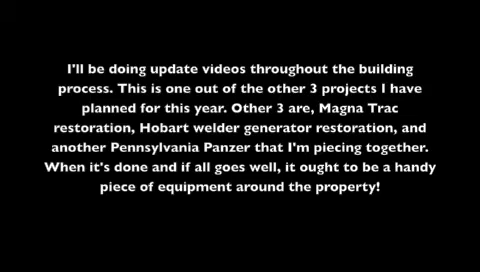 I'll be doing update videos throughout the building
process. This is one out of the other 3 projects I have
planned for this year. Other 3 are, Magna Trac
restoration, Hobart welder generator restoration, and
another Pennsylvania Panzer that I'm piecing together.
When it's done and if all goes well, it ought to be a handy
piece of equipment around the property!